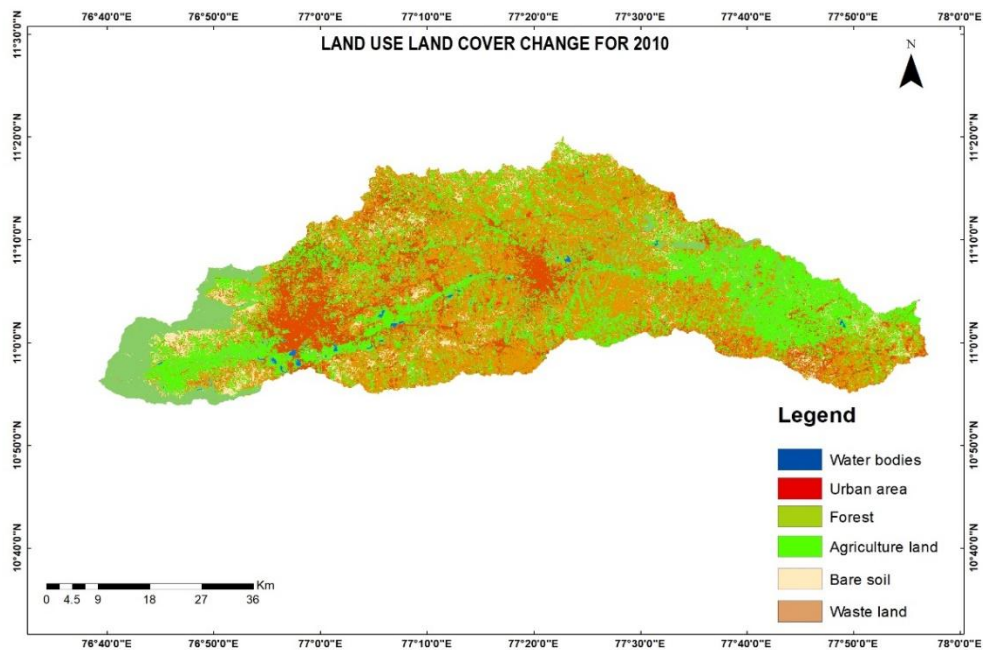 76°40'0"E 76°50'0"E 77°0'0"E 77°10'0"E 77°20'0"E 77°30'0"E 77°40'0"E 77°50'0"E 78°0'0"E
LAND USE LAND COVER CHANGE FOR 2010
N
11°30'0"N 11°30'0"N
11°20'0"N 11°20'0"N
11°10'0"N 11°10'0"N
11°0'0"N 11°0'0"N
10°50'0"N 10°50'0"N
10°40'0"N 10°40'0"N
Legend
Water bodies
Urban area
Forest
Agriculture land
Bare soil
Waste land
Km
0 4.5 9 18 27 36
76°40'0"E 76°50'0"E 77°0'0"E 77°10'0"E 77°20'0"E 77°30'0"E 77°40'0"E 77°50'0"E 78°0'0"E